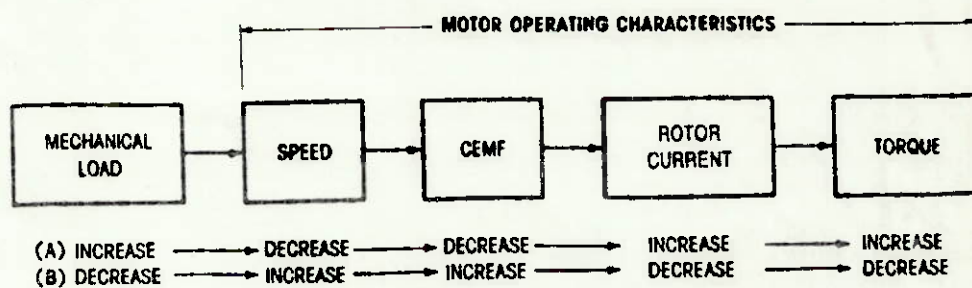 MOTOR OPERATING CHARACTERISTICS
MECHANICAL
LOAD
SPEED
CEMF
ROTOR
CURRENT
TORQUE
(A) INCREASE DECREASE DECREASE INCREASE INCREASE
(B) DECREASE INCREASE INCREASE DECREASE DECREASE